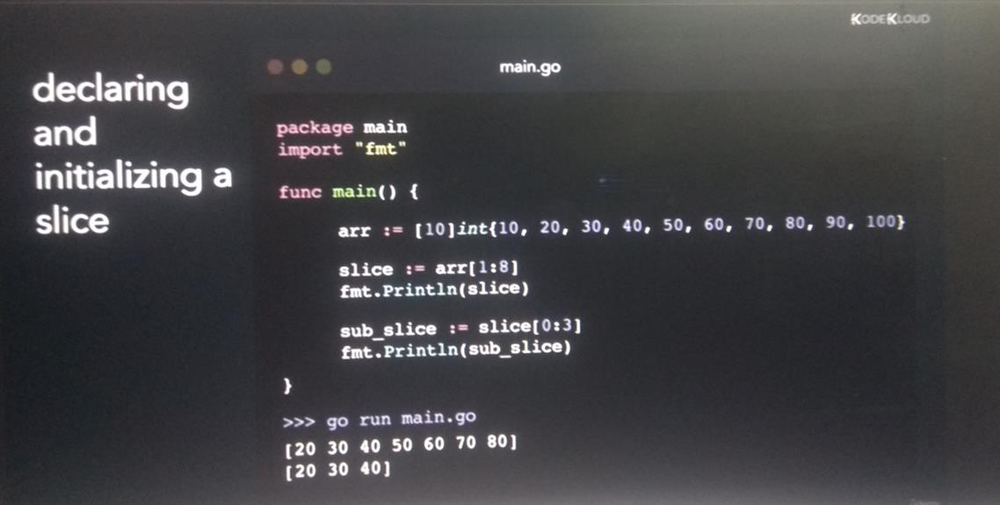 KODEKLOUD
declaring
and
initializing a
slice
main.go
package main
import "fmt"
func main() {
arr := [10]int{10, 20, 30, 40, 50, 60, 70, 80, 90, 100}
slice := arr[1:8]
fmt.Println(slice)
sub_slice := slice[0:3]
fmt.Println(sub_slice)
}
>>> go run main.go
[20 30 40 50 60 70 80]
[20 30 40]